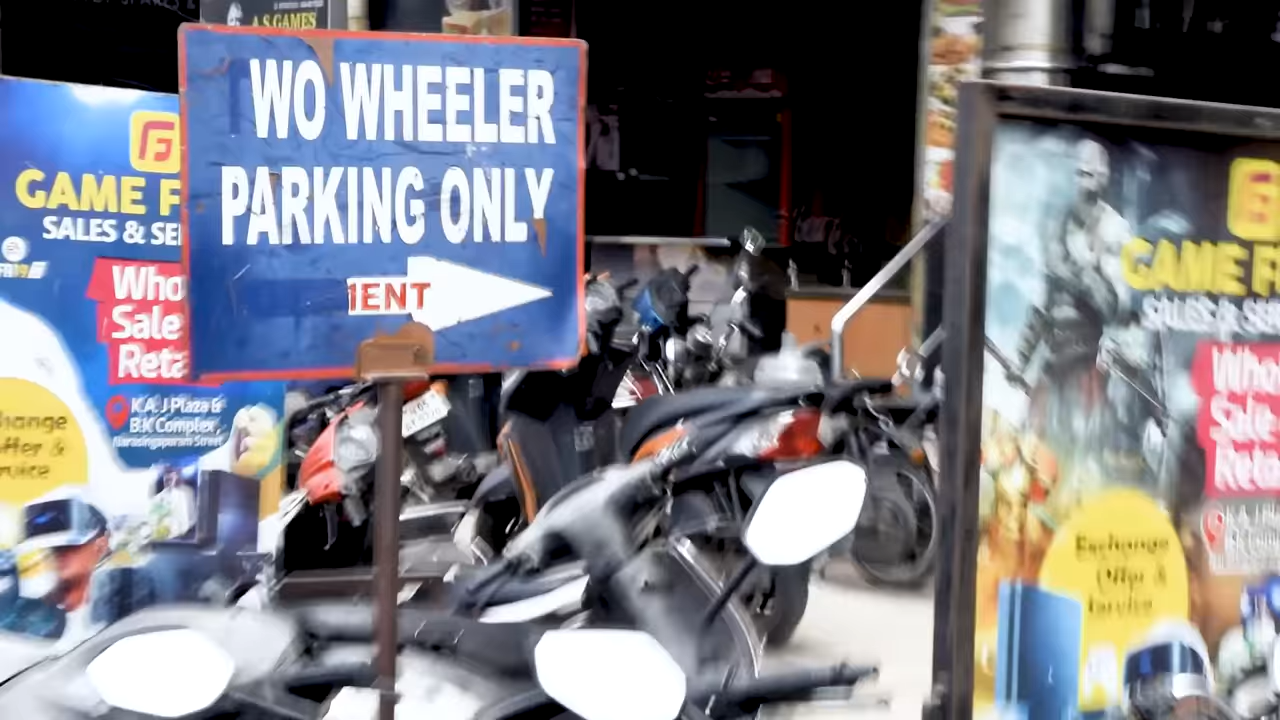 A.S GAMES
WO WHEELER
PARKING ONLY
IENT
GAME F
SALES & SE
Who
Sale
Reta
K.A. J Plaza &
B.K Complex,
Narasingapuram Street
hange
ffer &
rvice
GAME F
SALES & SER
Who
Sale
Reta
Exchange
Offer &
Service